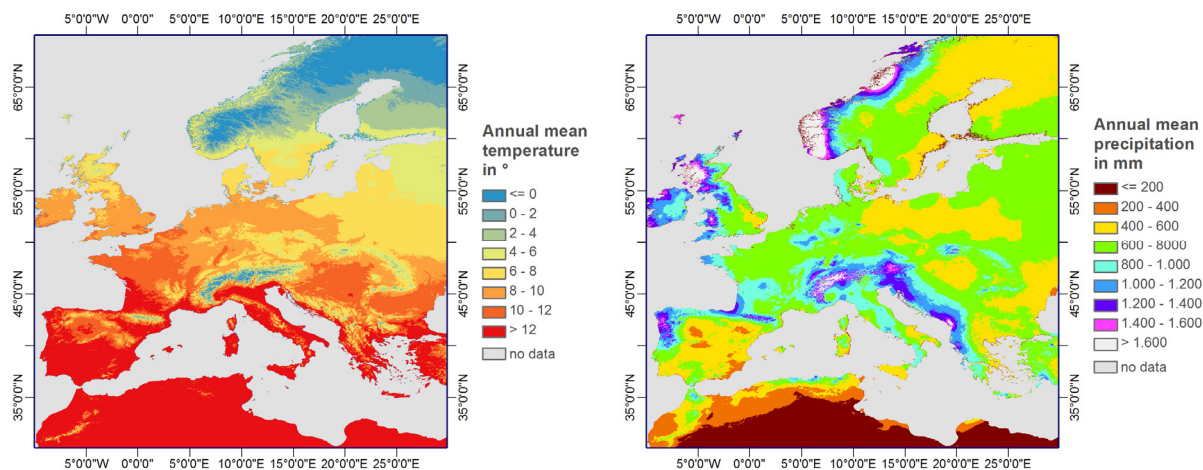 5°0'0"W 0°0'0" 5°0'0"E 10°0'0"E 15°0'0"E 20°0'0"E 25°0'0"E
65°0'0"N
55°0'0"N
45°0'0"N
35°0'0"N
5°0'0"W 0°0'0" 5°0'0"E 10°0'0"E 15°0'0"E 20°0'0"E 25°0'0"E
Annual mean
temperature
in °
<= 0
0 - 2
2 - 4
4 - 6
6 - 8
8 - 10
10 - 12
> 12
no data
5°0'0"W 0°0'0" 5°0'0"E 10°0'0"E 15°0'0"E 20°0'0"E 25°0'0"E
65°0'0"N
55°0'0"N
45°0'0"N
35°0'0"N
5°0'0"W 0°0'0" 5°0'0"E 10°0'0"E 15°0'0"E 20°0'0"E 25°0'0"E
Annual mean
precipitation
in mm
<= 200
200 - 400
400 - 600
600 - 8000
800 - 1.000
1.000 - 1.200
1.200 - 1.400
1.400 - 1.600
> 1.600
no data